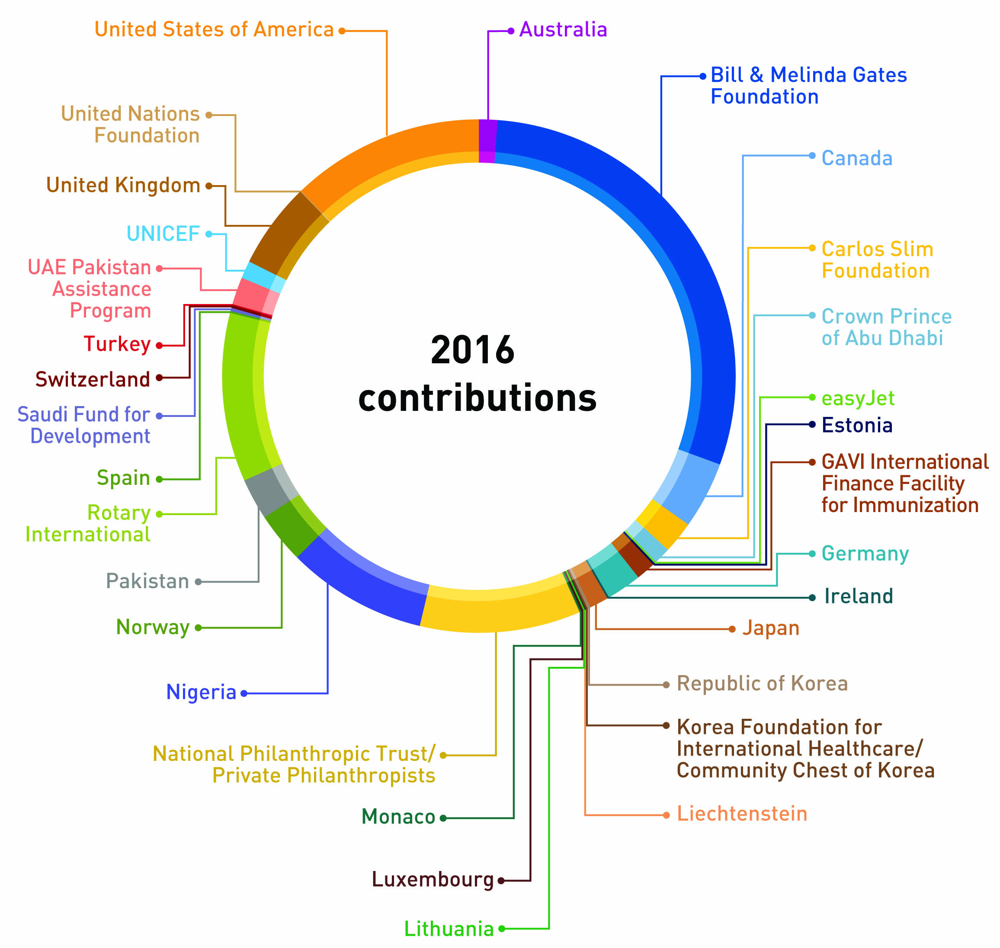 United States of America
Australia
Bill & Melinda Gates
Foundation
United Nations
Foundation
Canada
United Kingdom
UNICEF
Carlos Slim
Foundation
UAE Pakistan
Assistance
Program
Crown Prince
of Abu Dhabi
2016
contributions
Turkey
Switzerland
easyJet
Estonia
Saudi Fund for
Development
GAVI International
Finance Facility
for Immunization
Spain
Rotary
International
Germany
Pakistan
Ireland
Norway
Japan
Nigeria
Republic of Korea
Korea Foundation for
International Healthcare/
Community Chest of Korea
National Philanthropic Trust/
Private Philanthropists
Monaco
Liechtenstein
Luxembourg
Lithuania